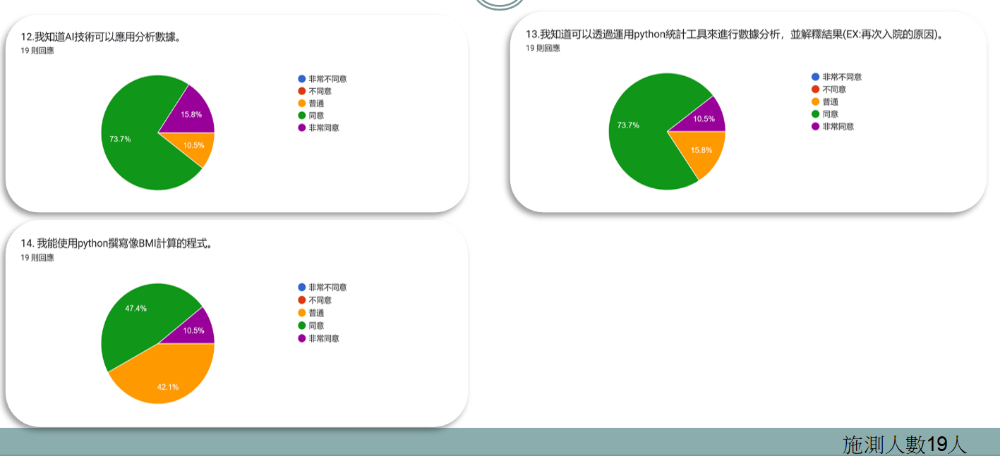 12.我知道AI技術可以應用分析數據。
19 則回應
非常不同意
不同意
普通
同意
非常同意
15.8%
73.7%
10.5%
13.我知道可以透過運用python統計工具來進行數據分析，並解釋結果(EX:再次入院的原因)。
19 則回應
非常不同意
不同意
普通
同意
非常同意
10.5%
73.7%
15.8%
14. 我能使用python撰寫像BMI計算的程式。
19 則回應
非常不同意
不同意
普通
同意
非常同意
47.4%
10.5%
42.1%
施測人數19人